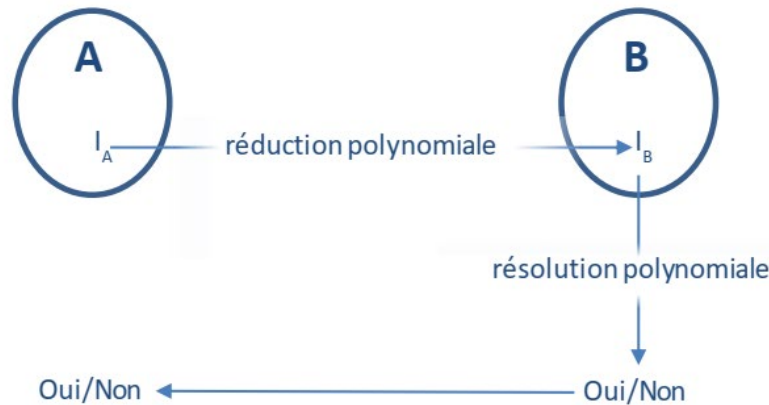 A
B
I_A réduction polynomiale I_B
résolution polynomiale
Oui/Non Oui/Non